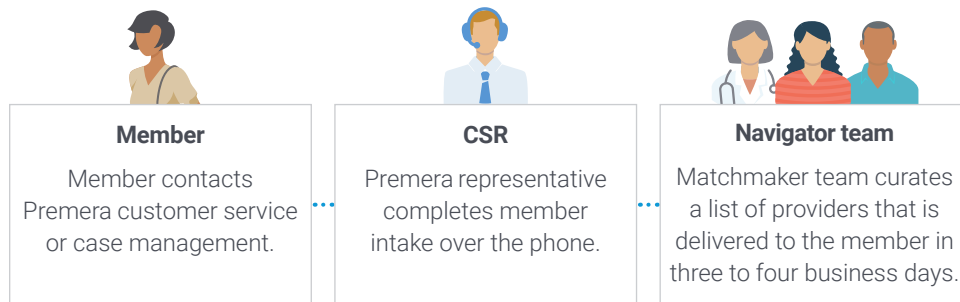 Member
Member contacts
Premera customer service
or case management.
CSR
Premera representative
completes member
intake over the phone.
Navigator team
Matchmaker team curates
a list of providers that is
delivered to the member in
three to four business days.